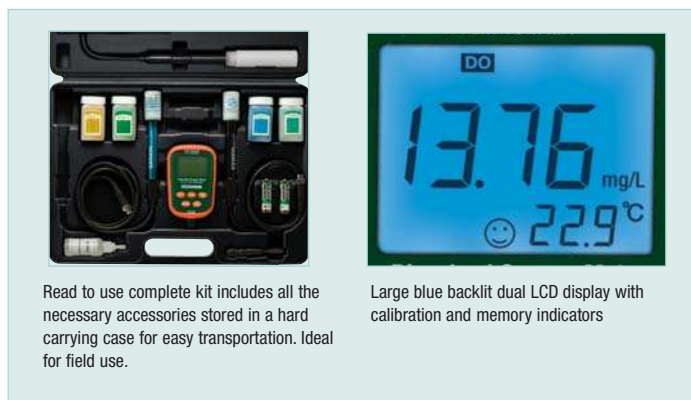 DO
13.76 mg/L
22.9°C
Read to use complete kit includes all the
necessary accessories stored in a hard
carrying case for easy transportation. Ideal
for field use.
Large blue backlit dual LCD display with
calibration and memory indicators